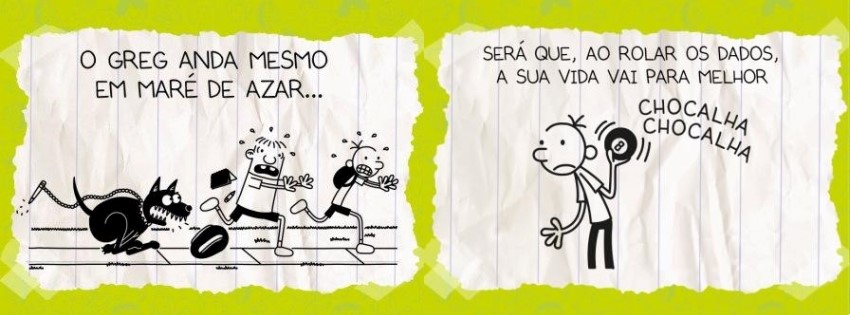 O GREG ANDA MESMO
EM MARÉ DE AZAR...
SERÁ QUE, AO ROLAR OS DADOS,
A SUA VIDA VAI PARA MELHOR
CHOCALHA
CHOCALHA
8